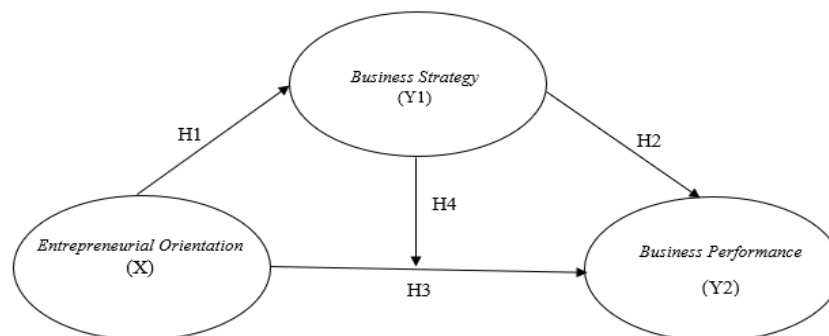 Business Strategy
(Y1)
H1
H2
H4
Entrepreneurial Orientation
(X)
H3
Business Performance
(Y2)